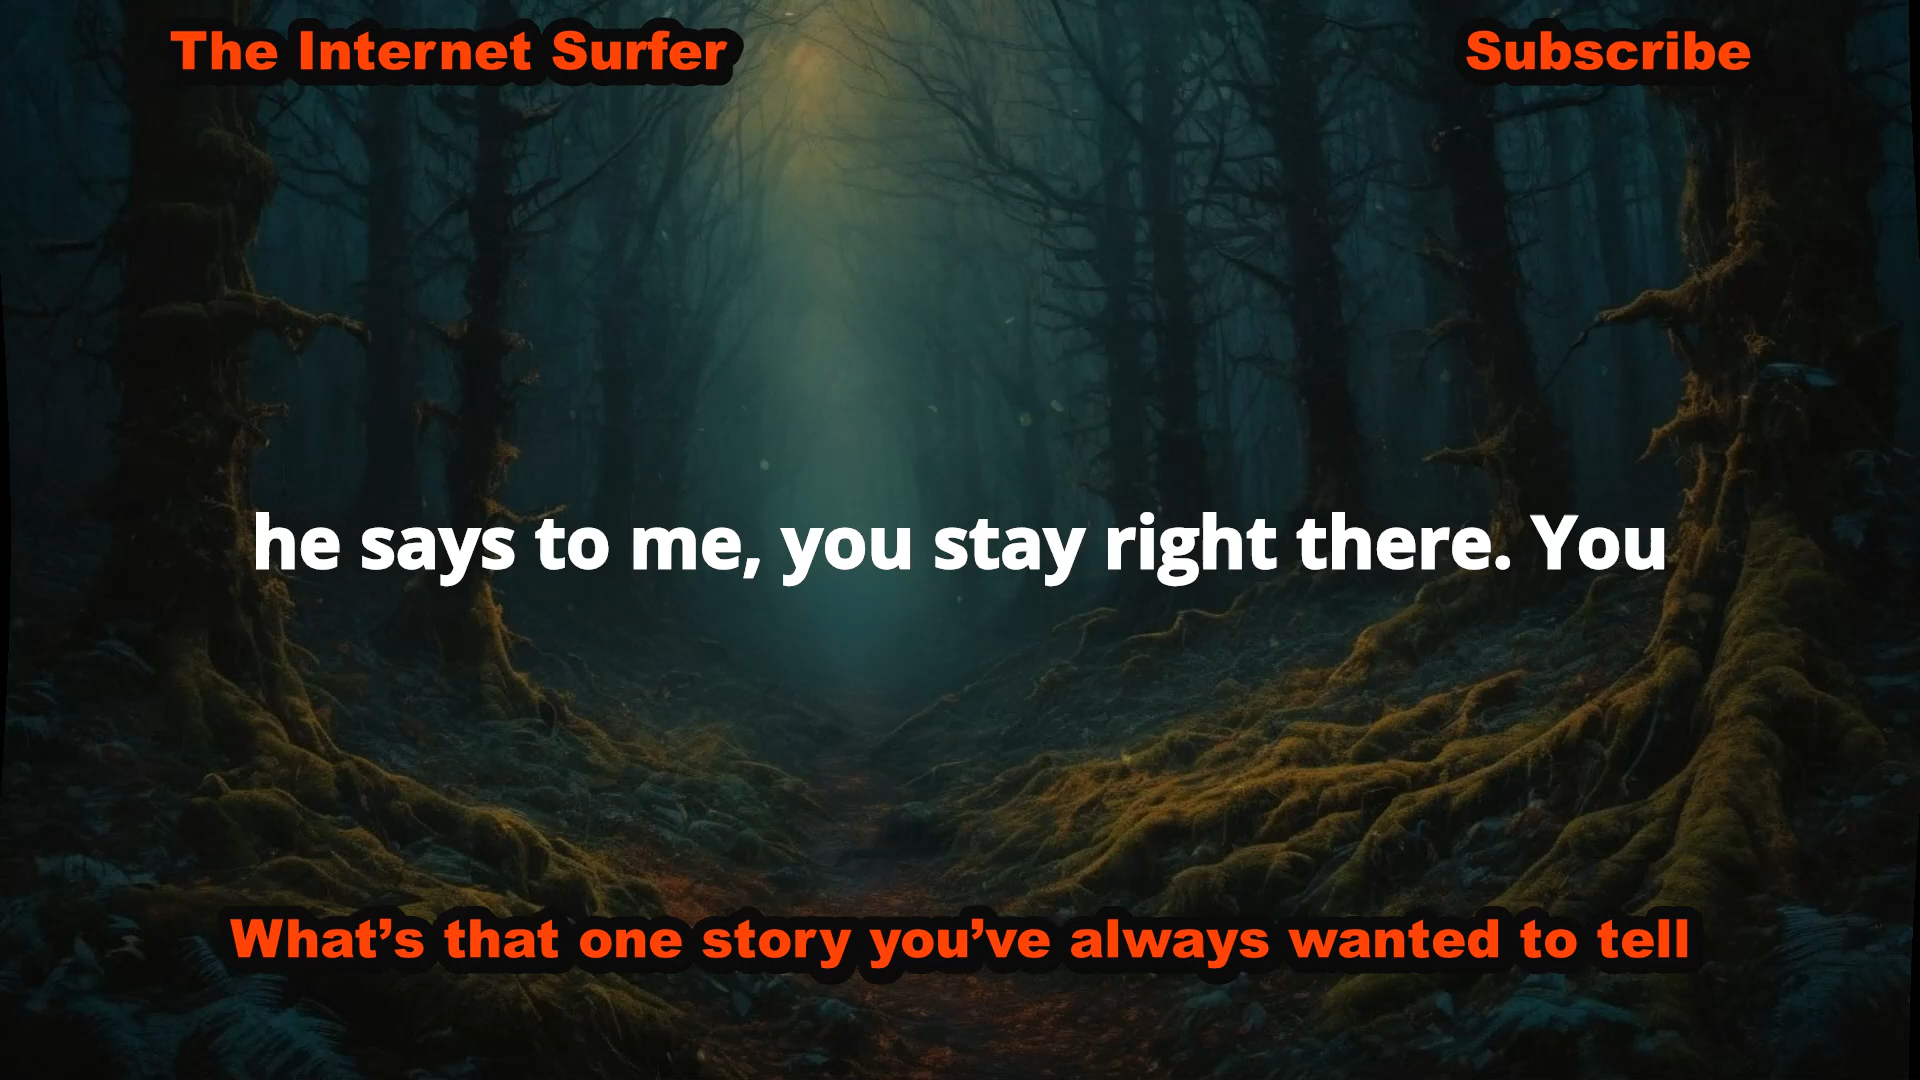 The Internet Surfer
Subscribe
he says to me, you stay right there. You
What’s that one story you’ve always wanted to tell